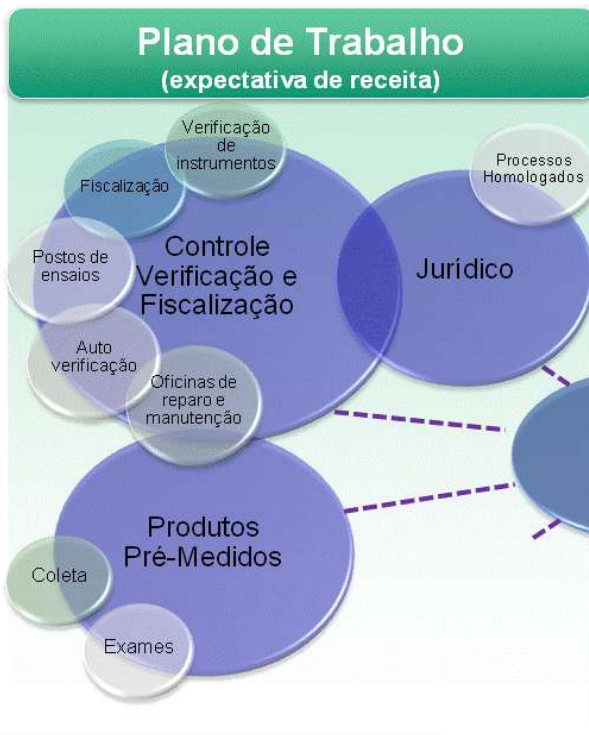 Plano de Trabalho
(expectativa de receita)
Verificação
de
instrumentos
Fiscalização
Processos
Homologados
Postos de
ensaios
Controle
Verificação e
Fiscalização
Jurídico
Auto
verificação
Oficinas de
reparo e
manutenção
Produtos
Pré-Medidos
Coleta
Exames